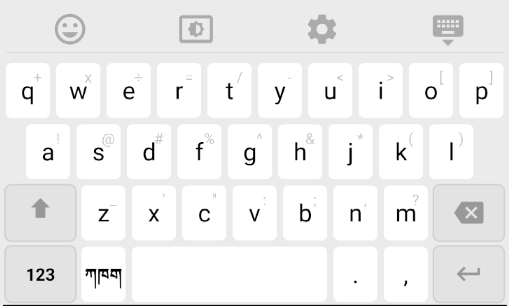 + x ÷ = / - < > [ ]
q w e r t y u i o p
! @ # % ^ & * ( )
a s d f g h j k l
_ ' " : ; , ?
z x c v b n m
123 ཀཁག . ,